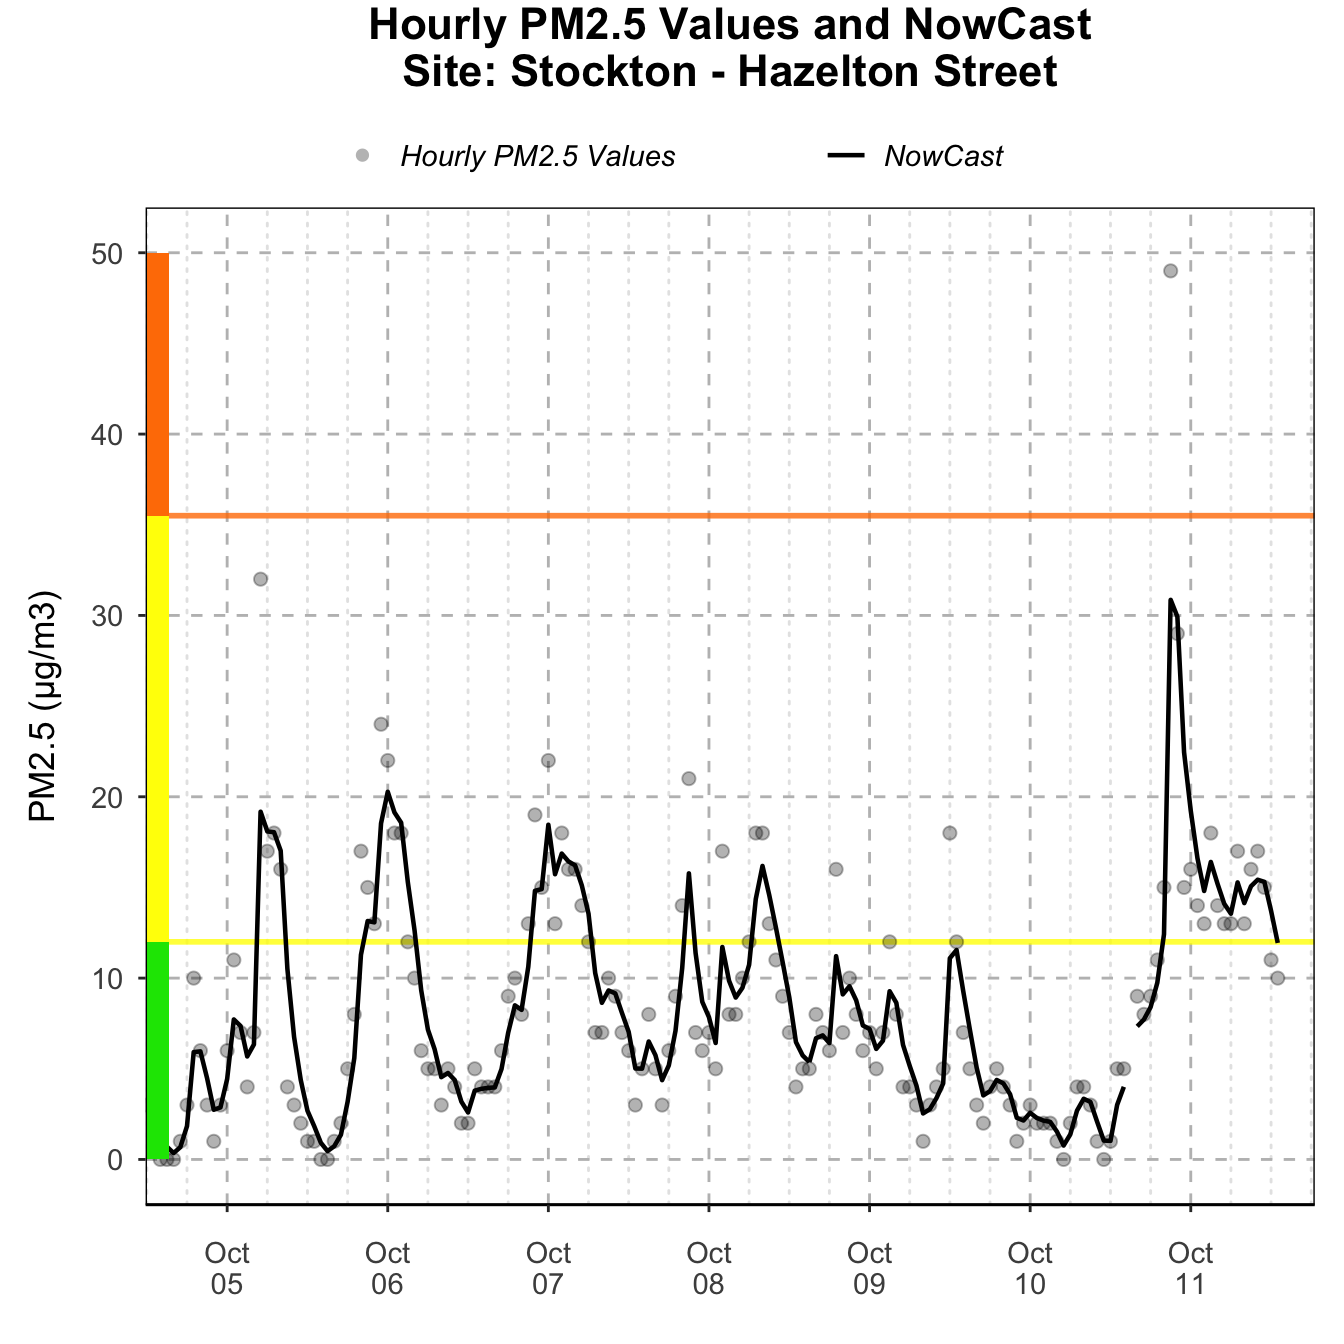 Hourly PM2.5 Values and NowCast
Site: Stockton - Hazelton Street
Hourly PM2.5 Values
NowCast
PM2.5 (µg/m3)
50
40
30
20
10
0
Oct 05
Oct 06
Oct 07
Oct 08
Oct 09
Oct 10
Oct 11